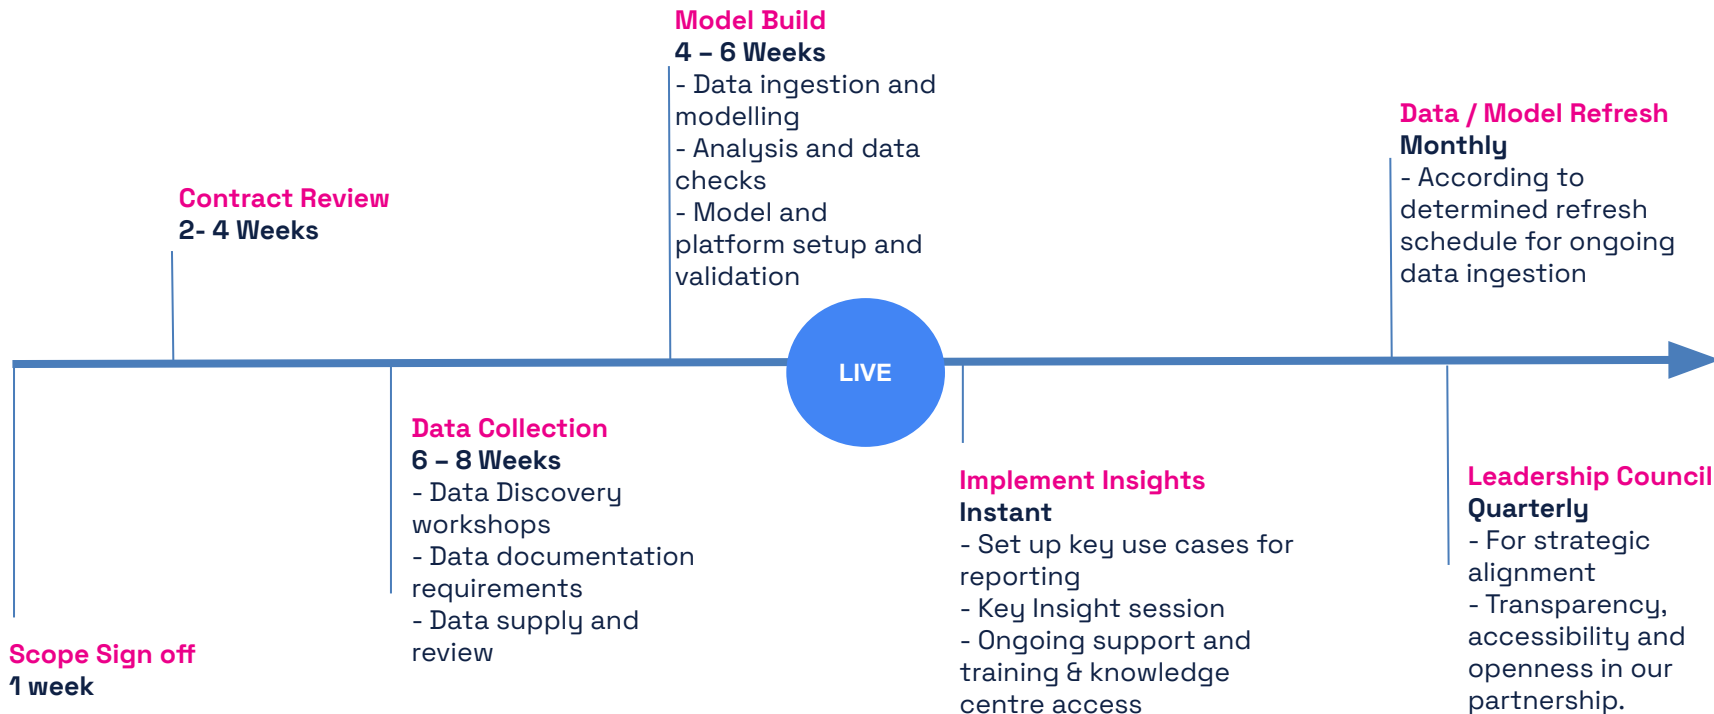 Model Build
4 – 6 Weeks
- Data ingestion and
modelling
- Analysis and data
checks
- Model and
platform setup and
validation
Data / Model Refresh
Monthly
- According to
determined refresh
schedule for ongoing
data ingestion
Contract Review
2- 4 Weeks
LIVE
Data Collection
6 – 8 Weeks
- Data Discovery
workshops
- Data documentation
requirements
- Data supply and
review
Implement Insights
Instant
- Set up key use cases for
reporting
- Key Insight session
- Ongoing support and
training & knowledge
centre access
Leadership Council
Quarterly
- For strategic
alignment
- Transparency,
accessibility and
openness in our
partnership.
Scope Sign off
1 week